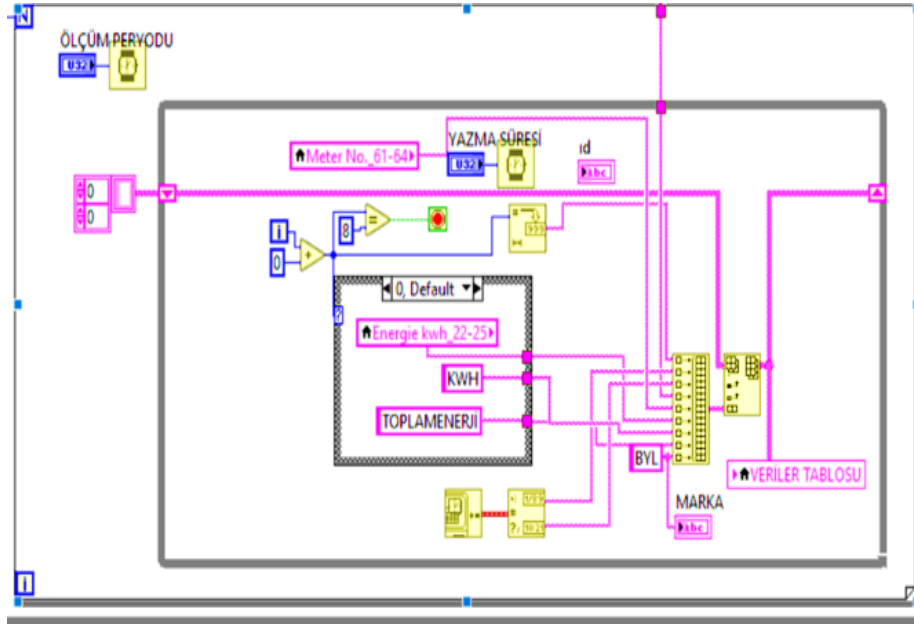 N
ÖLÇÜM PERYODU
U32
YAZMA SÜRESİ
Meter No._61-64
U32
ıd
abc
0
0
i
=
8
+
0
999
0, Default
?
Energie kwh_22-25
KWH
TOPLAMENERJI
BYL
VERİLER TABLOSU
MARKA
abc
i